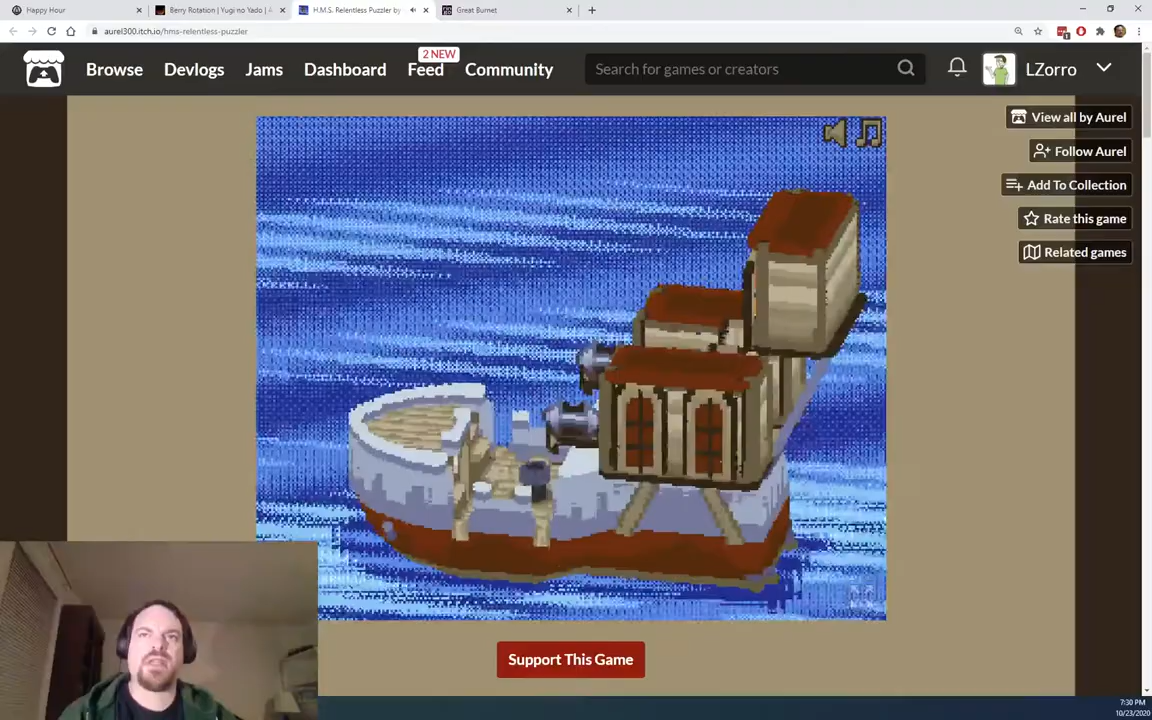 Happy Hour
Berry Rotation | Yugi no Yado | A
H.M.S. Relentless Puzzler by
Great Burnet
aurel300.itch.io/hms-relentless-puzzler
Browse
Devlogs
Jams
Dashboard
2 NEW
Feed
Community
Search for games or creators
LZorro
View all by Aurel
Follow Aurel
Add To Collection
Rate this game
Related games
Support This Game
7:30 PM
10/23/2020